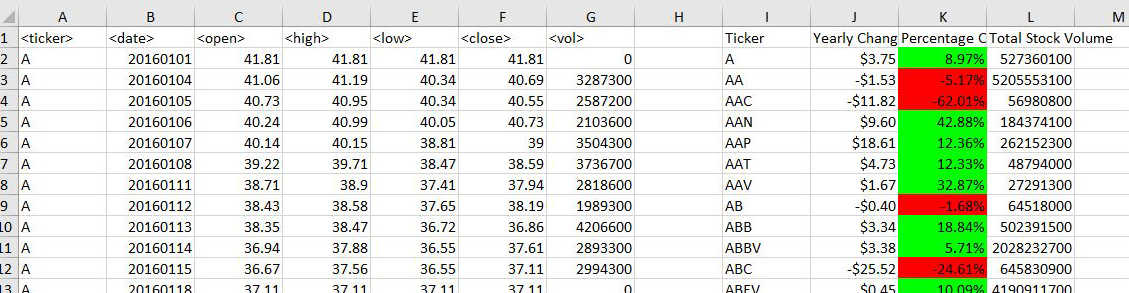 A B C D E F G H I J K L M
1 <ticker> <date> <open> <high> <low> <close> <vol> Ticker Yearly Chang Percentage C Total Stock Volume
2 A 20160101 41.81 41.81 41.81 41.81 0 A $3.75 8.97% 527360100
3 A 20160104 41.06 41.19 40.34 40.69 3287300 AA -$1.53 -5.17% 5205553100
4 A 20160105 40.73 40.95 40.34 40.55 2587200 AAC -$11.82 -62.01% 56980800
5 A 20160106 40.24 40.99 40.05 40.73 2103600 AAN $9.60 42.88% 184374100
6 A 20160107 40.14 40.15 38.81 39 3504300 AAP $18.61 12.36% 262152300
7 A 20160108 39.22 39.71 38.47 38.59 3736700 AAT $4.73 12.33% 48794000
8 A 20160111 38.71 38.9 37.41 37.94 2818600 AAV $1.67 32.87% 27291300
9 A 20160112 38.43 38.58 37.65 38.19 1989300 AB -$0.40 -1.68% 64518000
10 A 20160113 38.35 38.47 36.72 36.86 4206600 ABB $3.34 18.84% 502391500
11 A 20160114 36.94 37.88 36.55 37.61 2893300 ABBV $3.38 5.71% 2028232700
12 A 20160115 36.67 37.56 36.55 37.11 2994300 ABC -$25.52 -24.61% 645830900
13 A 20160118 37.11 37.11 37.11 37.11 0 ABEV $0.45 10.09% 4190911700